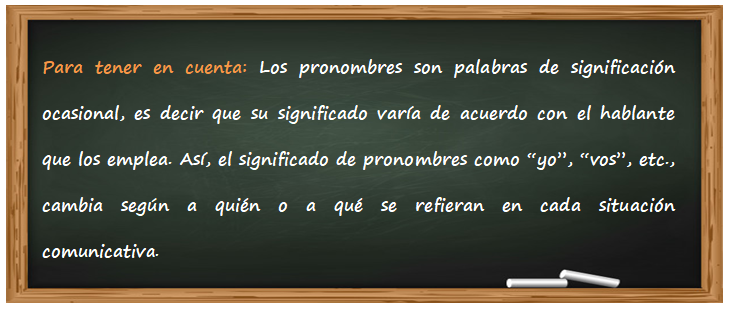 Para tener en cuenta: Los pronombres son palabras de significación
ocasional, es decir que su significado varía de acuerdo con el hablante
que los emplea. Así, el significado de pronombres como “yo”, “vos”, etc.,
cambia según a quién o a qué se refieran en cada situación
comunicativa.